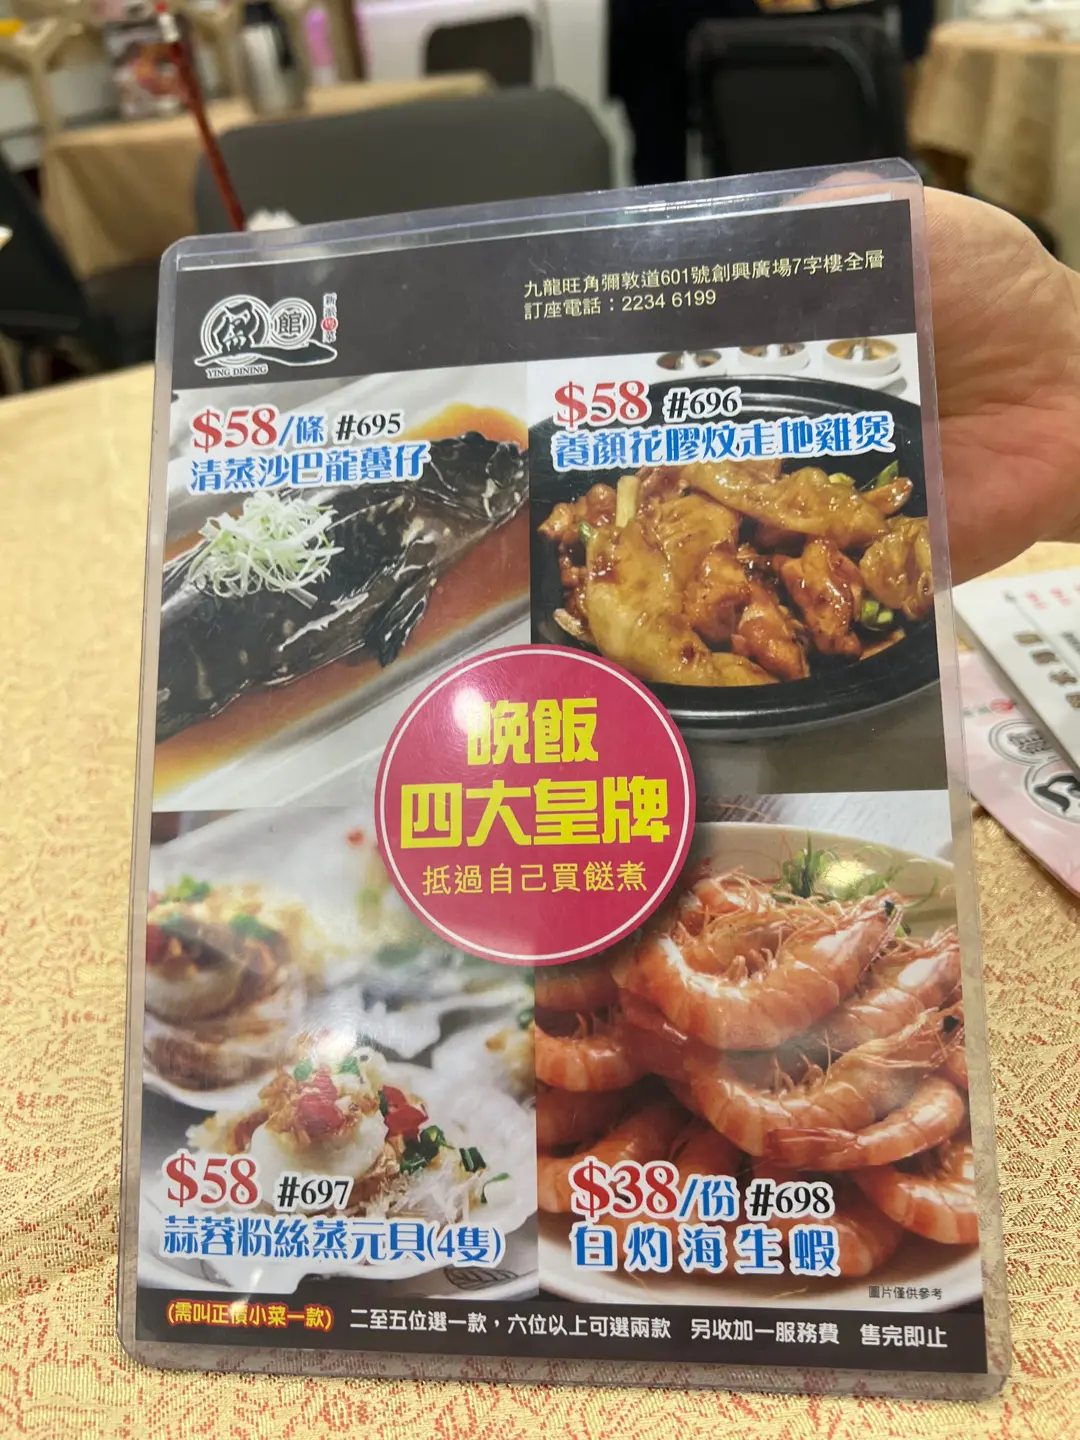 九龍旺角彌敦道601號創興廣場7字樓全層
訂座電話：2234 6199
盈館
新派粵菜
YING DINING
$58/條 #695
清蒸沙巴龍躉仔
$58 #696
養顏花膠炆走地雞煲
晚飯
四大皇牌
抵過自己買餸煮
$58 #697
蒜蓉粉絲蒸元貝(4隻)
$38/份 #698
白灼海生蝦
圖片僅供參考
(需叫正價小菜一款) 二至五位選一款，六位以上可選兩款 另收加一服務費 售完即止